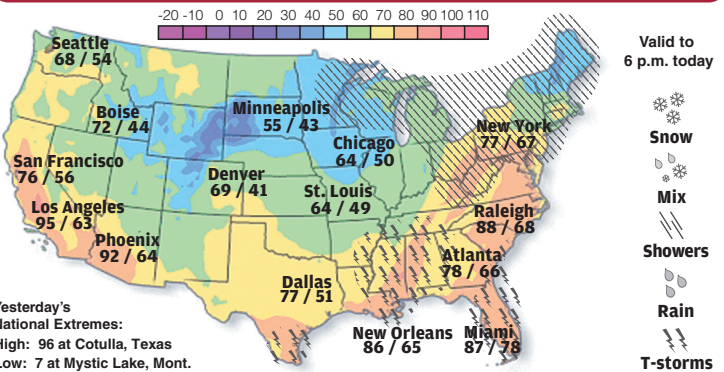 -20 -10 0 10 20 30 40 50 60 70 80 90 100 110
Seattle
68 / 54
Boise
72 / 44
Minneapolis
55 / 43
Chicago
64 / 50
New York
77 / 67
San Francisco
76 / 56
Denver
69 / 41
St. Louis
64 / 49
Los Angeles
95 / 63
Phoenix
92 / 64
Raleigh
88 / 68
Atlanta
78 / 66
Dallas
77 / 51
New Orleans
86 / 65
Miami
87 / 78
Yesterday's
National Extremes:
High: 96 at Cotulla, Texas
Low: 7 at Mystic Lake, Mont.
Valid to
6 p.m. today
Snow
Mix
Showers
Rain
T-storms